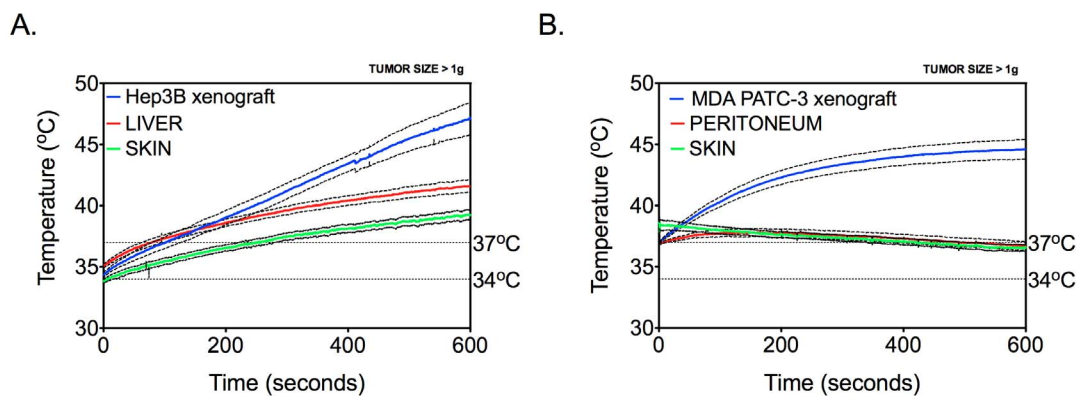 A.
TUMOR SIZE > 1g
50
45
40
35
30
Temperature (ºC)
Hep3B xenograft
LIVER
SKIN
37ºC
34ºC
0
200
400
600
Time (seconds)
B.
TUMOR SIZE > 1g
50
45
40
35
30
Temperature (ºC)
MDA PATC-3 xenograft
PERITONEUM
SKIN
37ºC
34ºC
0
200
400
600
Time (seconds)